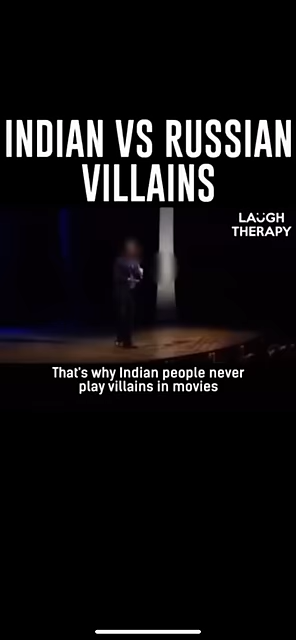 INDIAN VS RUSSIAN
VILLAINS
LAUGH
THERAPY
That's why Indian people never
play villains in movies